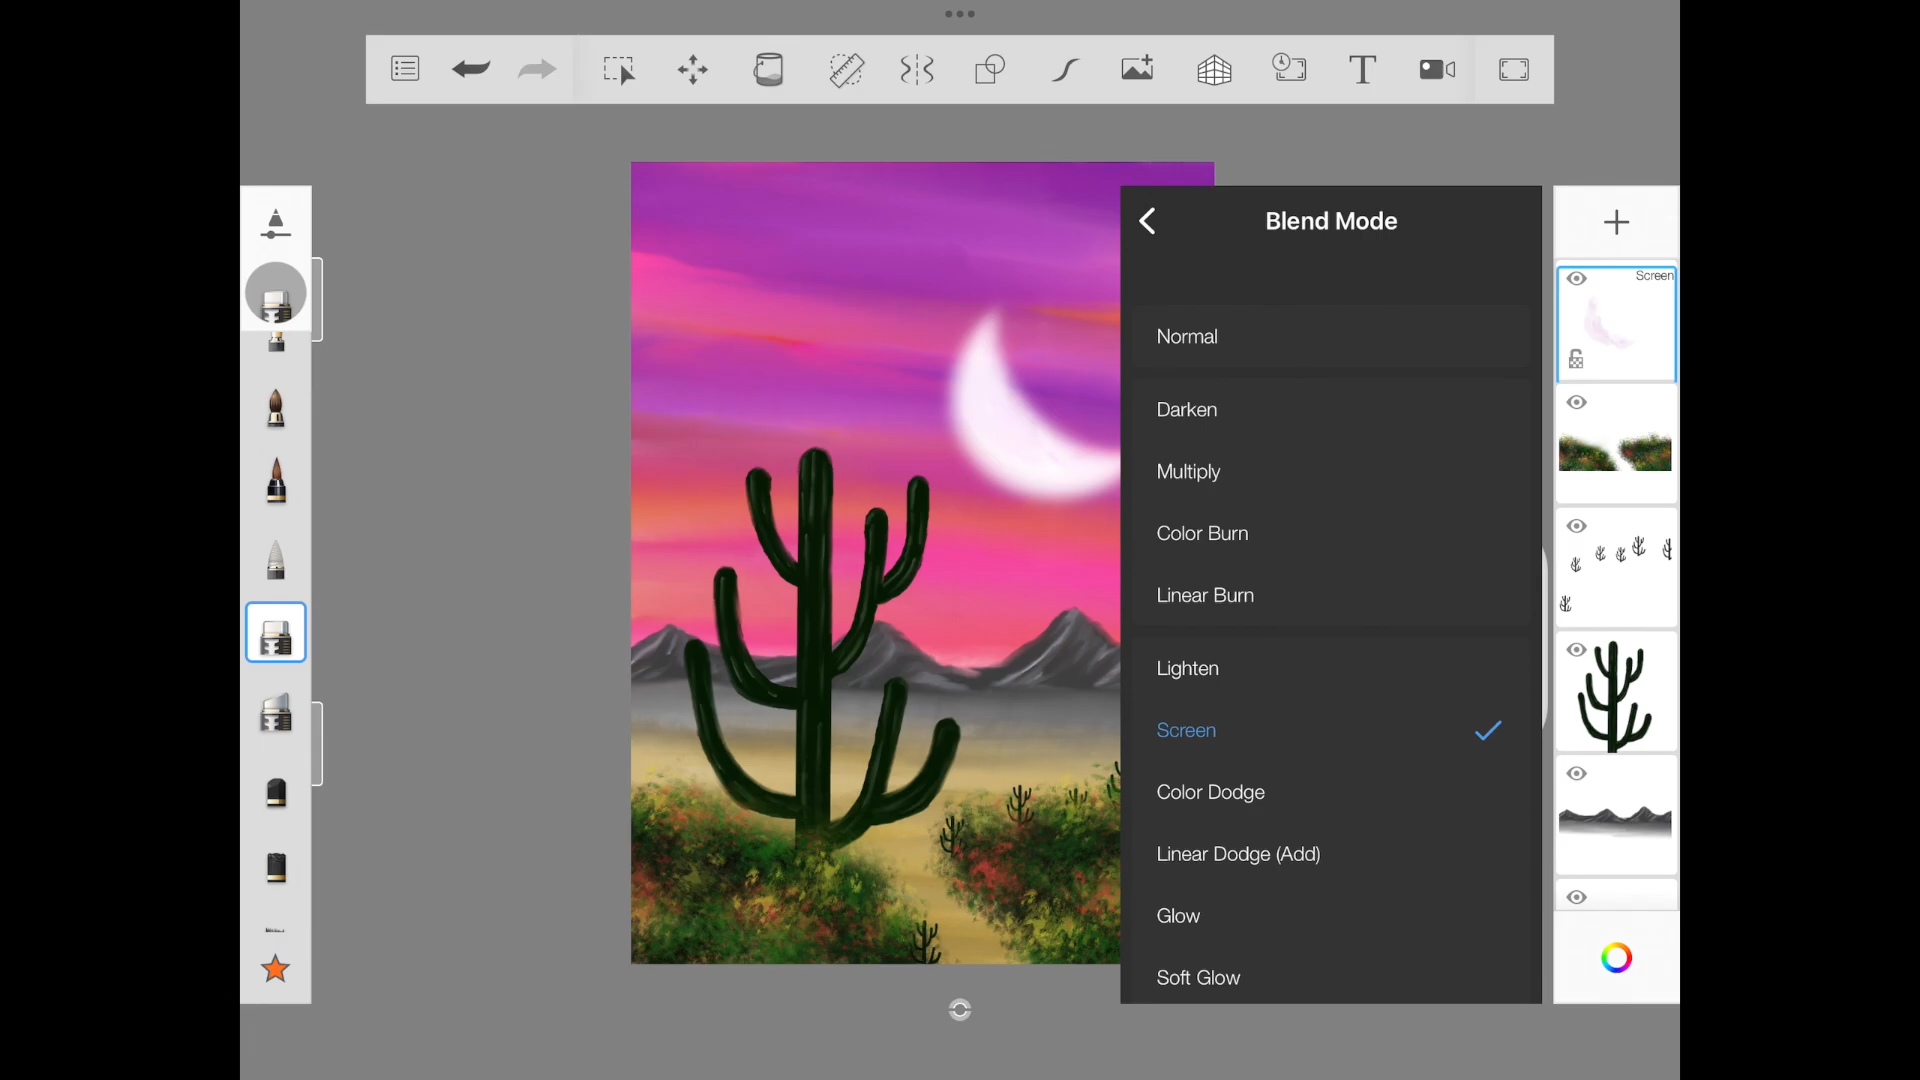 Blend Mode
Screen
Normal
Darken
Multiply
Color Burn
Linear Burn
Lighten
Screen
Color Dodge
Linear Dodge (Add)
Glow
Soft Glow